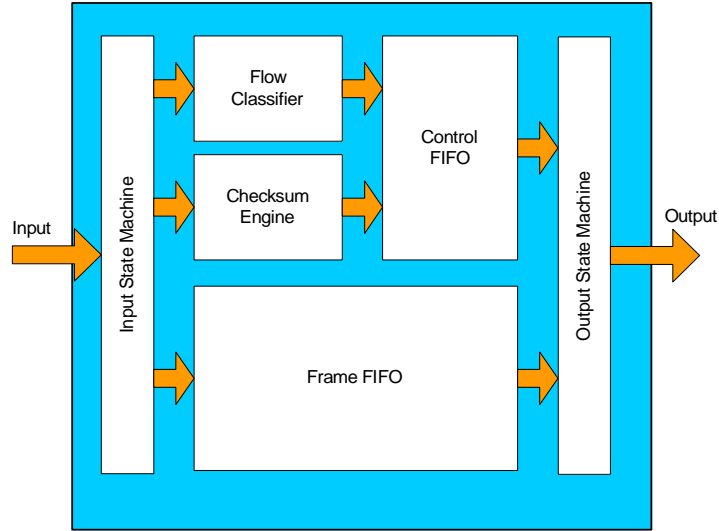 Input
Input State Machine
Flow
Classifier
Checksum
Engine
Control
FIFO
Frame FIFO
Output State Machine
Output